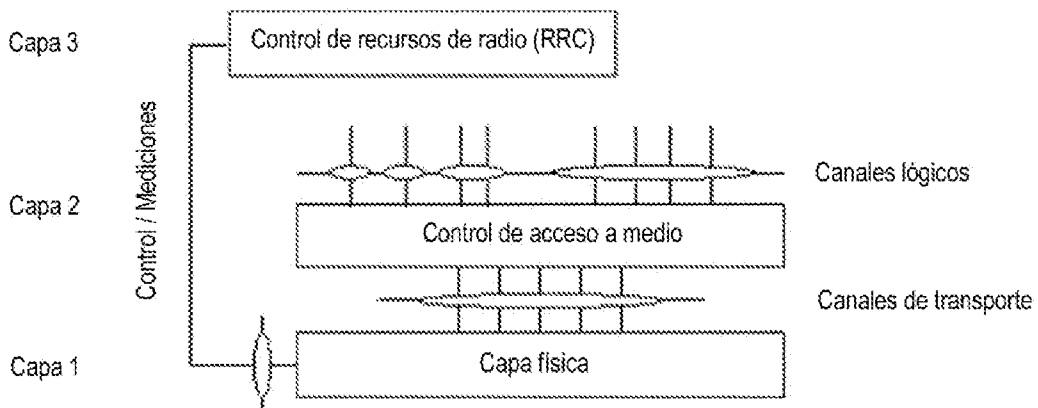 Capa 3
Control de recursos de radio (RRC)
Control / Mediciones
Canales lógicos
Capa 2
Control de acceso a medio
Canales de transporte
Capa 1
Capa física